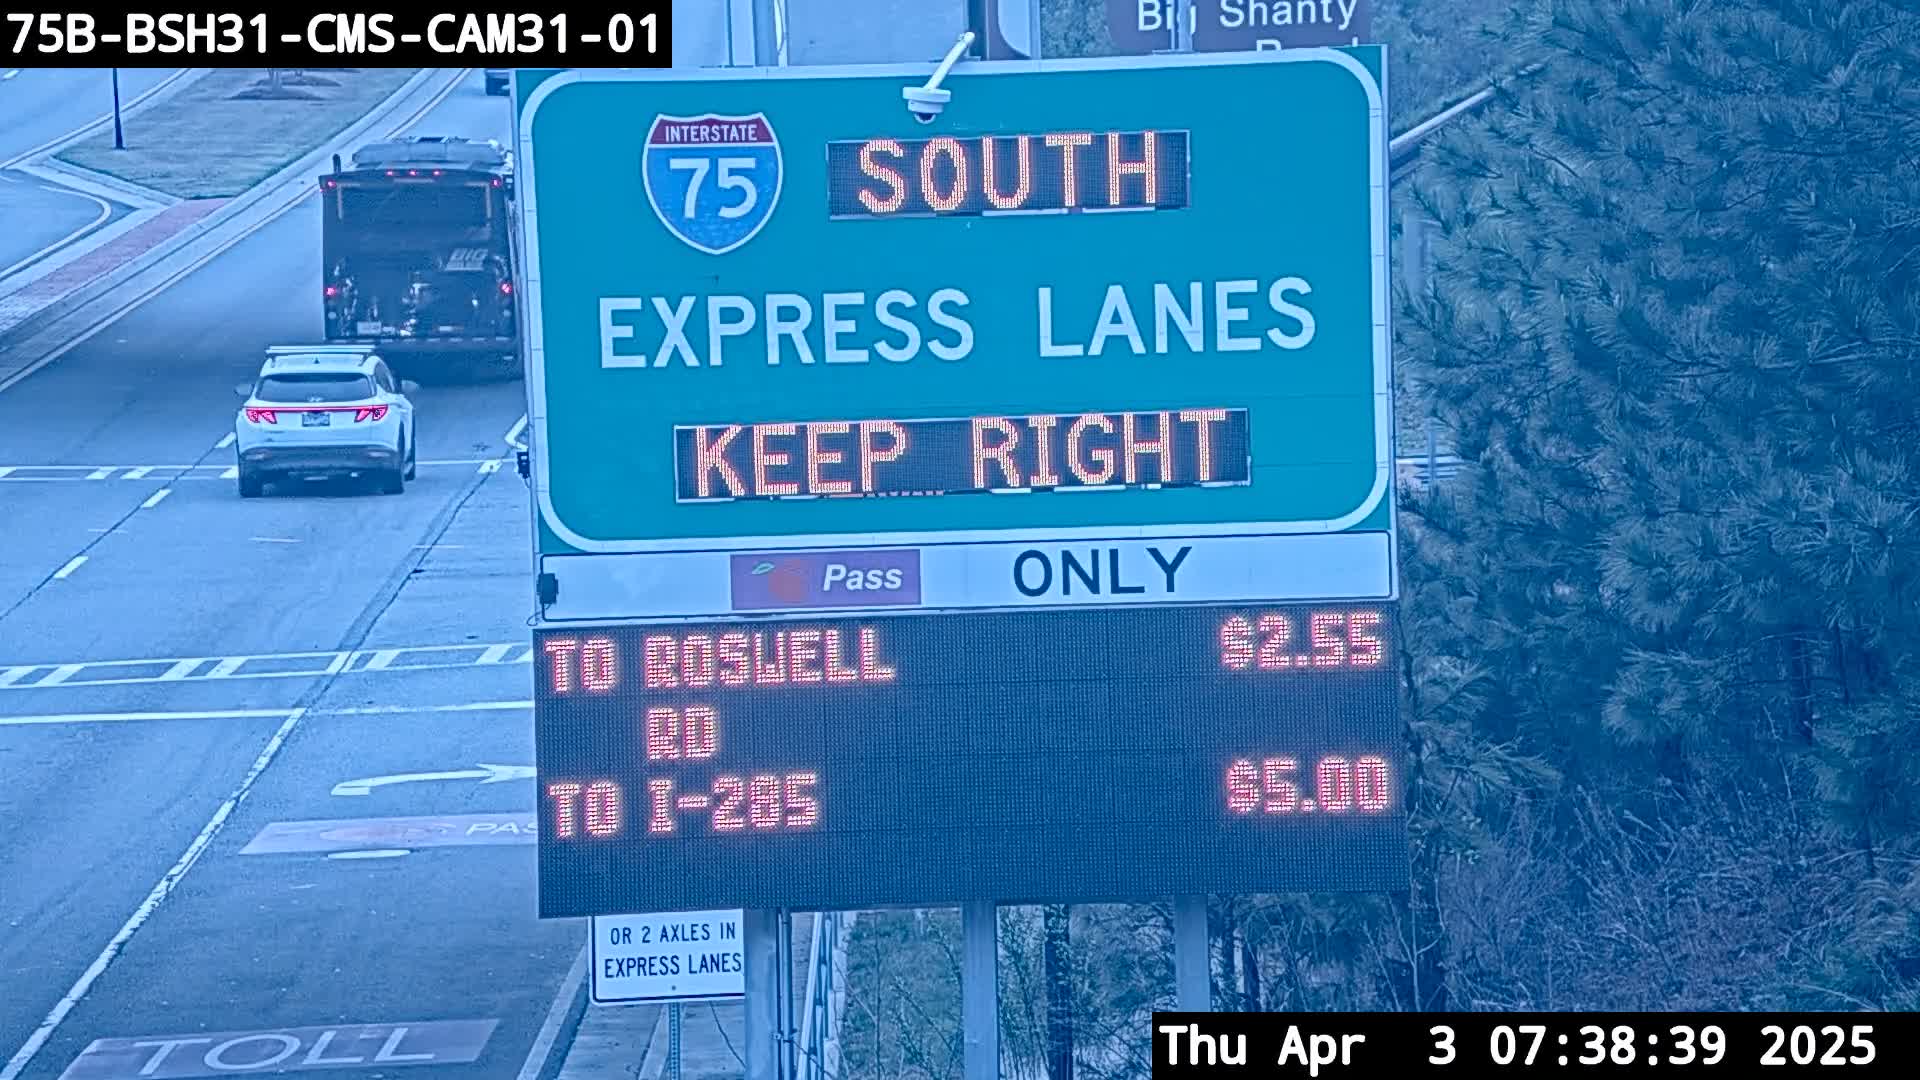 75B-BSH31-CMS-CAM31-01
Big Shanty
INTERSTATE
75
SOUTH
EXPRESS LANES
KEEP RIGHT
Pass ONLY
TO ROSWELL $2.55
RD
TO I-285 $5.00
OR 2 AXLES IN
EXPRESS LANES
TOLL
Thu Apr 3 07:38:39 2025